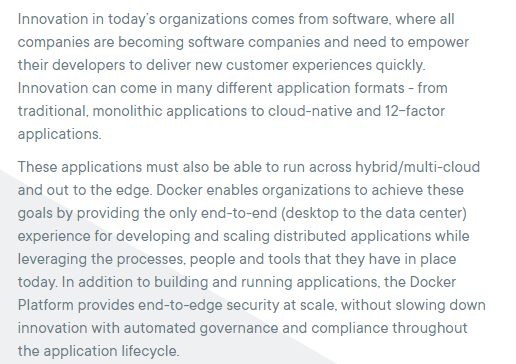 Innovation in today's organizations comes from software, where all
companies are becoming software companies and need to empower
their developers to deliver new customer experiences quickly.
Innovation can come in many different application formats - from
traditional, monolithic applications to cloud-native and 12-factor
applications.
These applications must also be able to run across hybrid/multi-cloud
and out to the edge. Docker enables organizations to achieve these
goals by providing the only end-to-end (desktop to the data center)
experience for developing and scaling distributed applications while
leveraging the processes, people and tools that they have in place
today. In addition to building and running applications, the Docker
Platform provides end-to-edge security at scale, without slowing down
innovation with automated governance and compliance throughout
the application lifecycle.